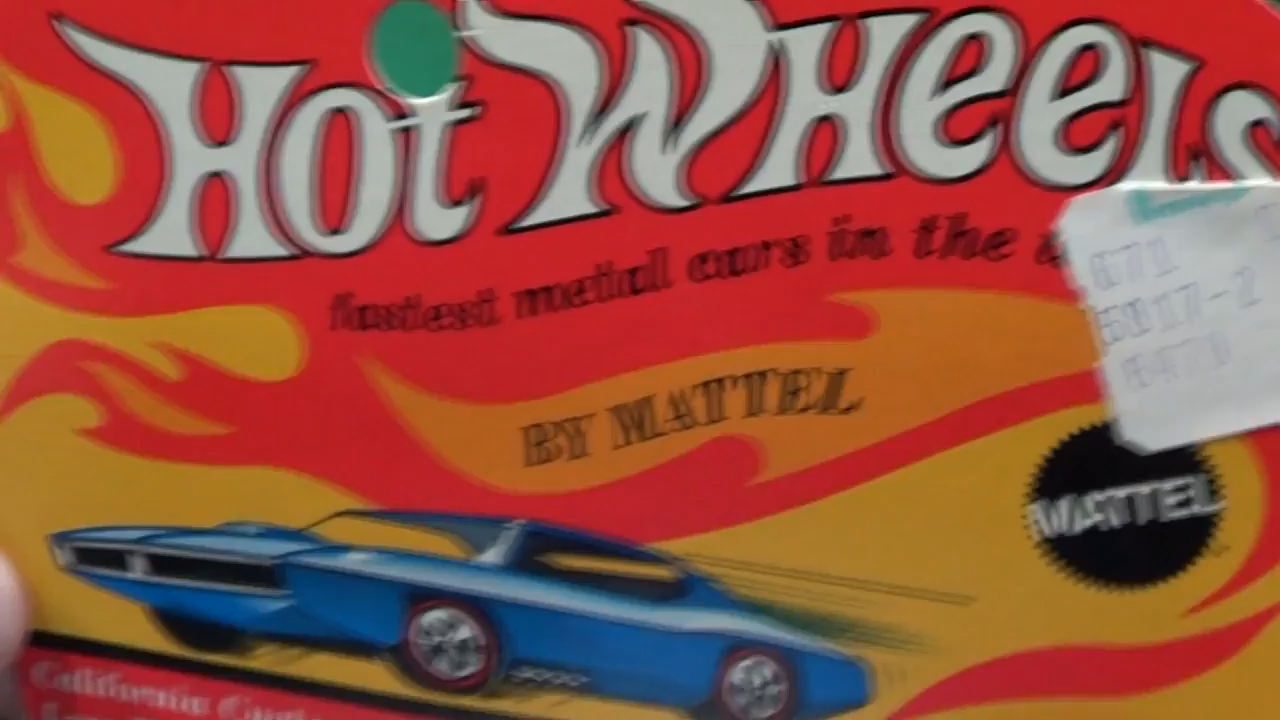 Hot Wheels
fastest metal cars in the
BY MATTEL
MATTEL
California